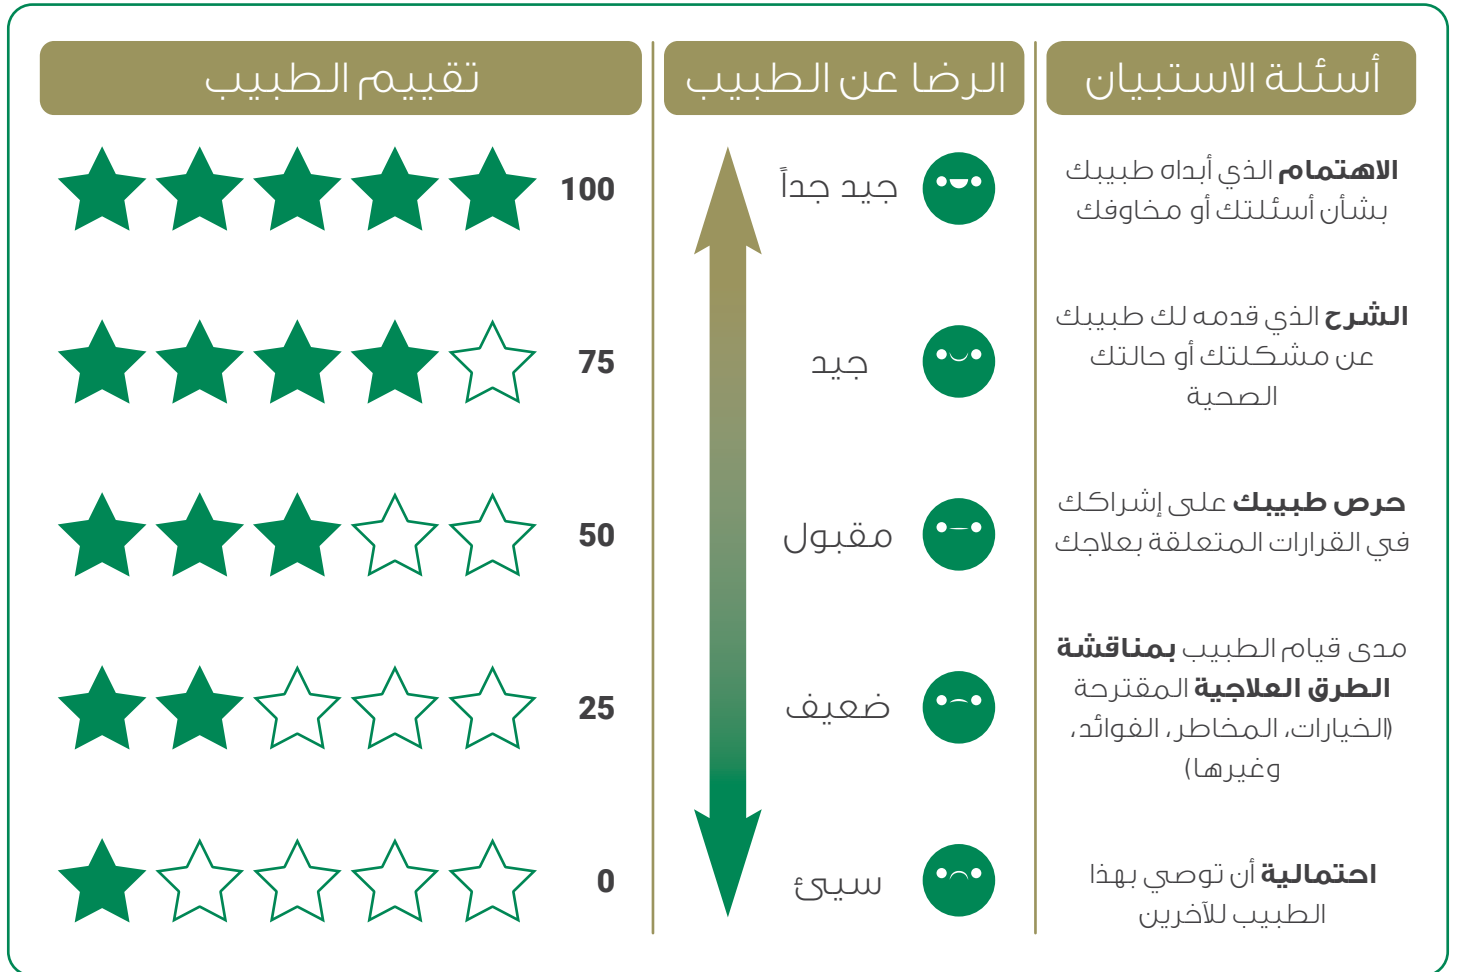 أسئلة الاستبيان
الرضا عن الطبيب
تقييم الطبيب
الاهتمام الذي أبداه طبيبك
بشأن أسئلتك أو مخاوفك
جيد جداً
100
الشرح الذي قدمه لك طبيبك
عن مشكلتك أو حالتك
الصحية
جيد
75
حرص طبيبك على إشراكك
في القرارات المتعلقة بعلاجك
مقبول
50
مدى قيام الطبيب بمناقشة
الطرق العلاجية المقترحة
(الخيارات، المخاطر، الفوائد،
وغيرها)
ضعيف
25
احتمالية أن توصي بهذا
الطبيب للآخرين
سيئ
0